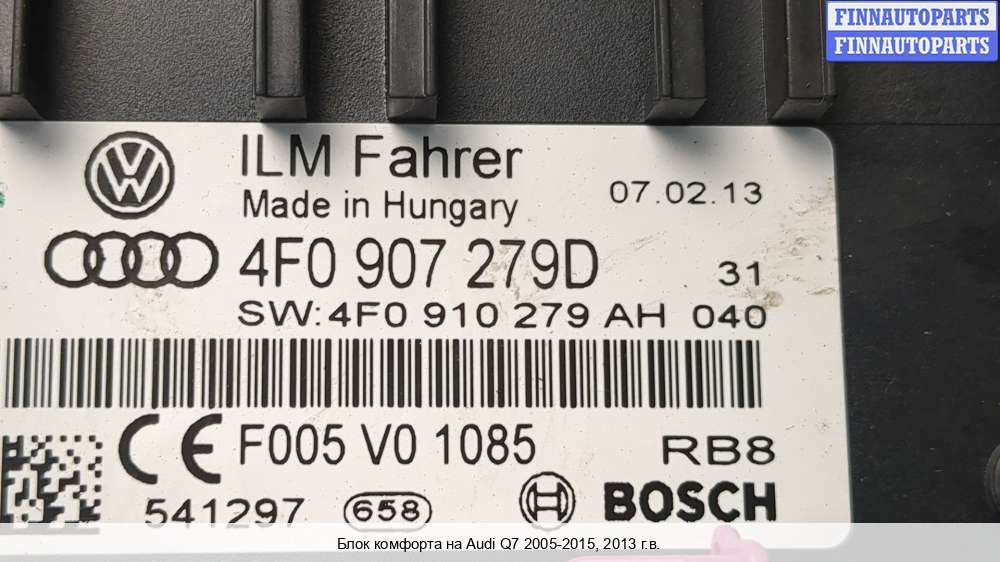 FINNAUTOPARTS
FINNAUTOPARTS
ILM Fahrer
Made in Hungary
07.02.13
4F0 907 279D
31
SW:4F0 910 279 AH 040
CE F005 V0 1085
RB8
541297
658
BOSCH
Блок комфорта на Audi Q7 2005-2015, 2013 г.в.